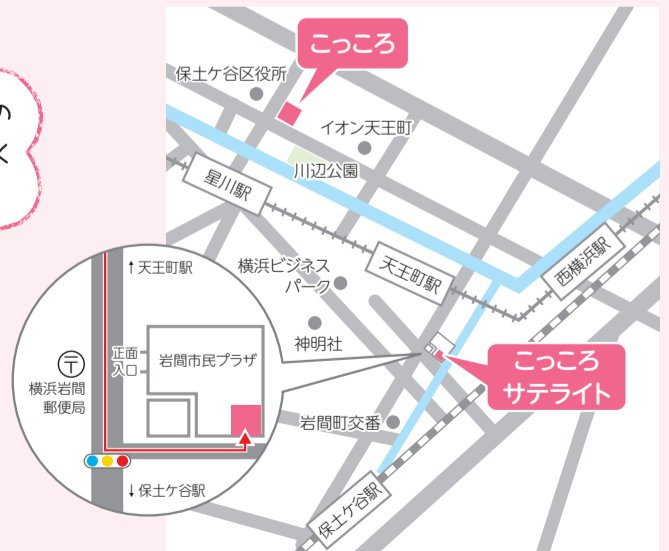 の
く
こっころ
保土ケ谷区役所
イオン天王町
川辺公園
星川駅
天王町駅
西横浜駅
横浜ビジネス
パーク
神明社
こっころ
サテライト
岩間町交番
保土ケ谷駅
↑天王町駅
〒
横浜岩間
郵便局
正面
入口
岩間市民プラザ
↓保土ケ谷駅